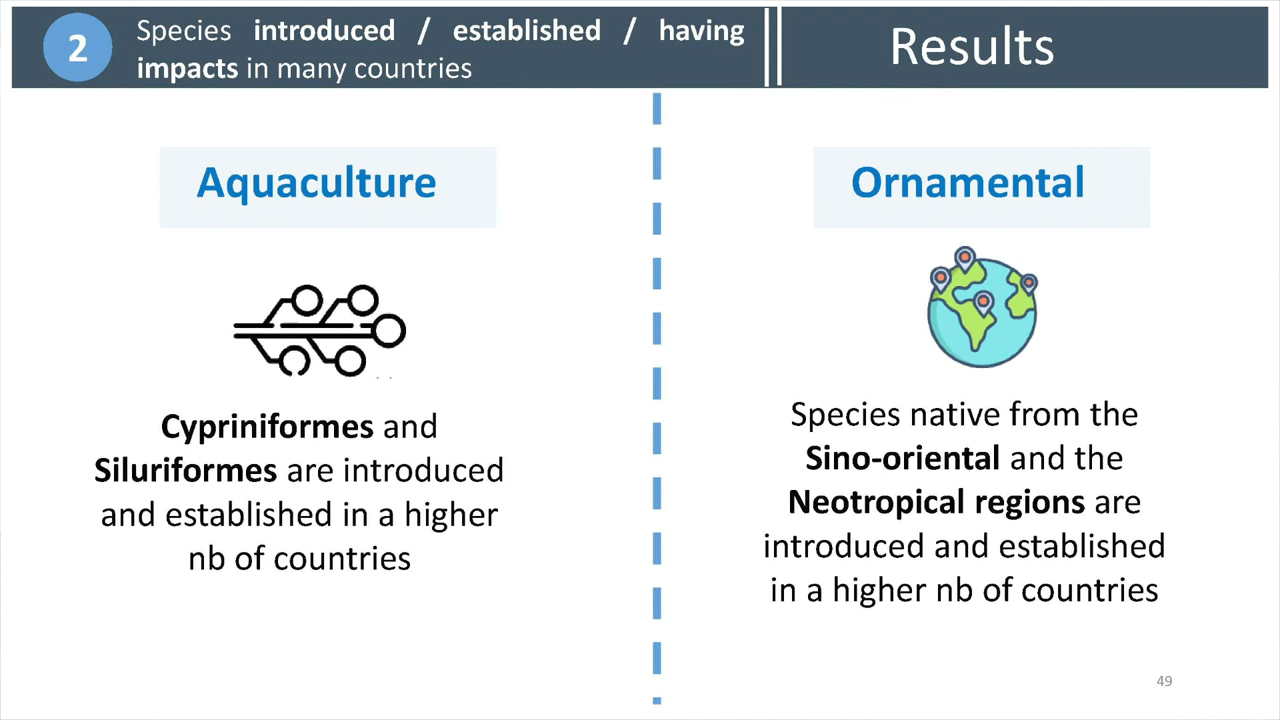 2
Species introduced / established / having
impacts in many countries
Results
Aquaculture
Cypriniformes and
Siluriformes are introduced
and established in a higher
nb of countries
Ornamental
Species native from the
Sino-oriental and the
Neotropical regions are
introduced and established
in a higher nb of countries
49